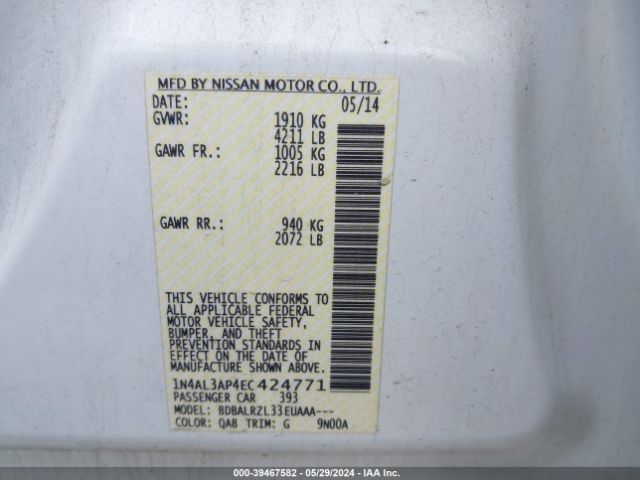 MFD BY NISSAN MOTOR CO., LTD.
DATE: 05/14
GVWR: 1910 KG
4211 LB
GAWR FR.: 1005 KG
2216 LB
GAWR RR.: 940 KG
2072 LB
THIS VEHICLE CONFORMS TO
ALL APPLICABLE FEDERAL
MOTOR VEHICLE SAFETY,
BUMPER, AND THEFT
PREVENTION STANDARDS IN
EFFECT ON THE DATE OF
MANUFACTURE SHOWN ABOVE.
1N4AL3AP4EC424771
PASSENGER CAR 393
MODEL: BDBALRZL33EUAAA---
COLOR: QAB TRIM: G 9N00A
000-39467582 / 05/29/2024 - IAA Inc.